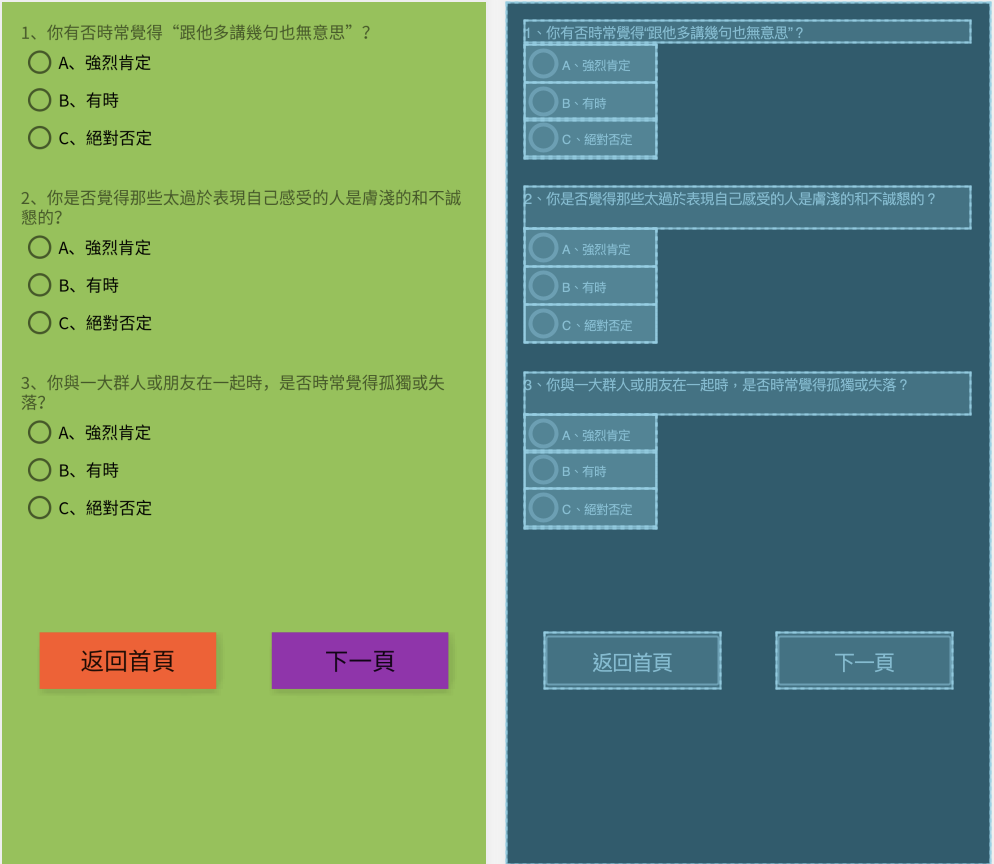 1、你有否時常覺得“跟他多講幾句也無意思”？
A、強烈肯定
B、有時
C、絕對否定
2、你是否覺得那些太過於表現自己感受的人是膚淺的和不誠
懇的？
A、強烈肯定
B、有時
C、絕對否定
3、你與一大群人或朋友在一起時，是否時常覺得孤獨或失
落？
A、強烈肯定
B、有時
C、絕對否定
返回首頁
下一頁
1、你有否時常覺得“跟他多講幾句也無意思”？
A、強烈肯定
B、有時
C、絕對否定
2、你是否覺得那些太過於表現自己感受的人是膚淺的和不誠懇的？
A、強烈肯定
B、有時
C、絕對否定
3、你與一大群人或朋友在一起時，是否時常覺得孤獨或失落？
A、強烈肯定
B、有時
C、絕對否定
返回首頁
下一頁